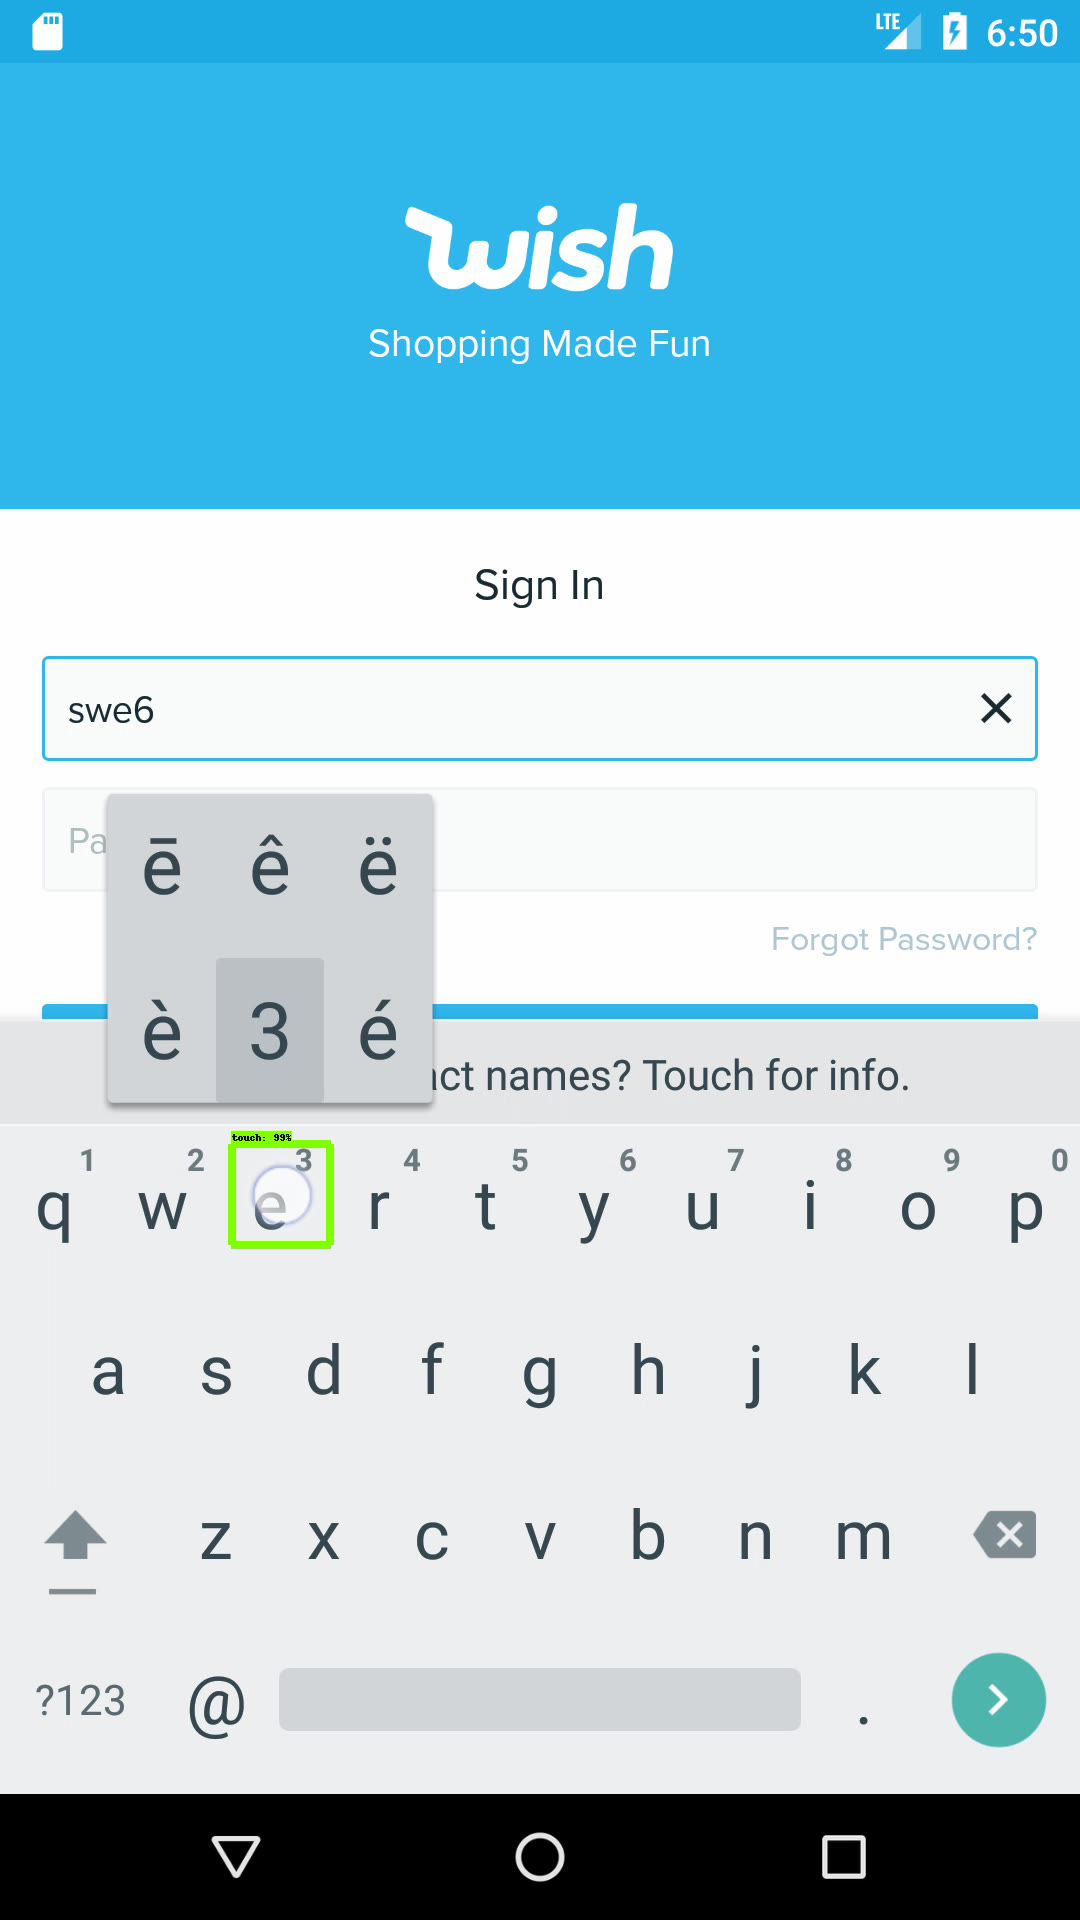 LTE 6:50
wish
Shopping Made Fun
Sign In
swe6
Pa
Forgot Password?
ē ê ë
è 3 é
ct names? Touch for info.
touch: 99%
1 2 3 4 5 6 7 8 9 0
q w e r t y u i o p
a s d f g h j k l
z x c v b n m
?123 @ .